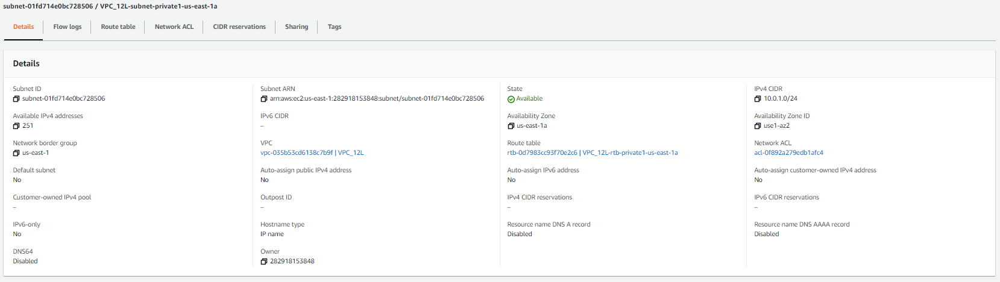 subnet-01fd714e0bc728506 / VPC_12L-subnet-private1-us-east-1a
Details
Flow logs
Route table
Network ACL
CIDR reservations
Sharing
Tags
Details
Subnet ID
subnet-01fd714e0bc728506
Subnet ARN
arn:aws:ec2:us-east-1:282918153848:subnet/subnet-01fd714e0bc728506
State
Available
IPv4 CIDR
10.0.1.0/24
Available IPv4 addresses
251
IPv6 CIDR
–
Availability Zone
us-east-1a
Availability Zone ID
use1-az2
Network border group
us-east-1
VPC
vpc-035b53cd6138c7b9f | VPC_12L
Route table
rtb-0d7983cc93f70e2c6 | VPC_12L-rtb-private1-us-east-1a
Network ACL
acl-0f892a279edb1afc4
Default subnet
No
Auto-assign public IPv4 address
No
Auto-assign IPv6 address
No
Auto-assign customer-owned IPv4 address
No
Customer-owned IPv4 pool
–
Outpost ID
–
IPv4 CIDR reservations
–
IPv6 CIDR reservations
–
IPv6-only
No
Hostname type
IP name
Resource name DNS A record
Disabled
Resource name DNS AAAA record
Disabled
DNS64
Disabled
Owner
282918153848